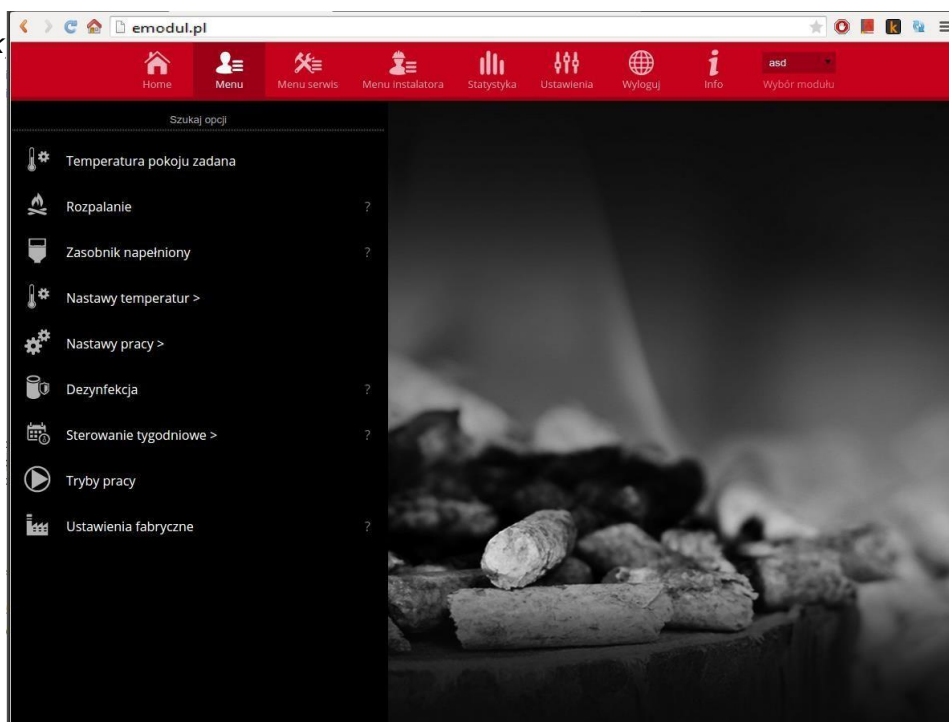 emodul.pl
Home
Menu
Menu serwis
Menu instalatora
Statystyka
Ustawienia
Wyloguj
Info
asd
Wybór modułu
Szukaj opcji
Temperatura pokoju zadana
Rozpalanie ?
Zasobnik napełniony ?
Nastawy temperatur >
Nastawy pracy >
Dezynfekcja ?
Sterowanie tygodniowe > ?
Tryby pracy
Ustawienia fabryczne ?